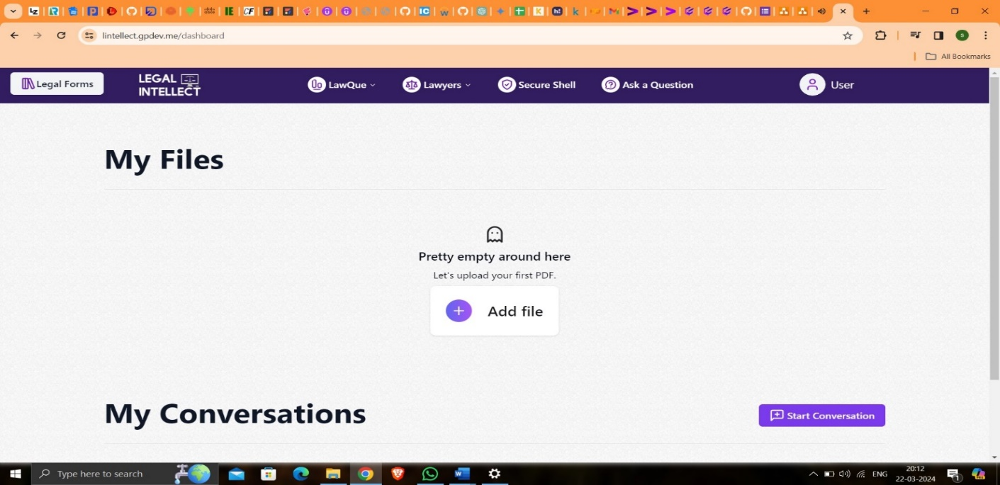 lintellect.gpdev.me/dashboard
All Bookmarks
Legal Forms
LEGAL
INTELLECT
LawQue
Lawyers
Secure Shell
Ask a Question
User
My Files
Pretty empty around here
Let's upload your first PDF.
Add file
My Conversations
Start Conversation
Type here to search
ENG
20:12
22-03-2024